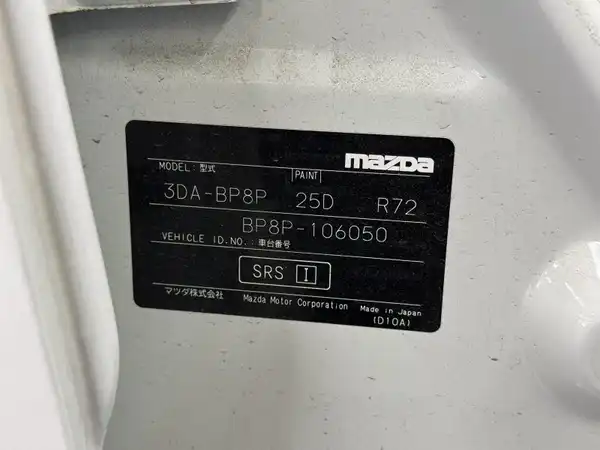 mazda
MODEL: 型式 PAINT
3DA-BP8P 25D R72
BP8P-106050
VEHICLE ID.NO.: 車台番号
SRS I
マツダ株式会社 Mazda Motor Corporation Made in Japan
(D10A)